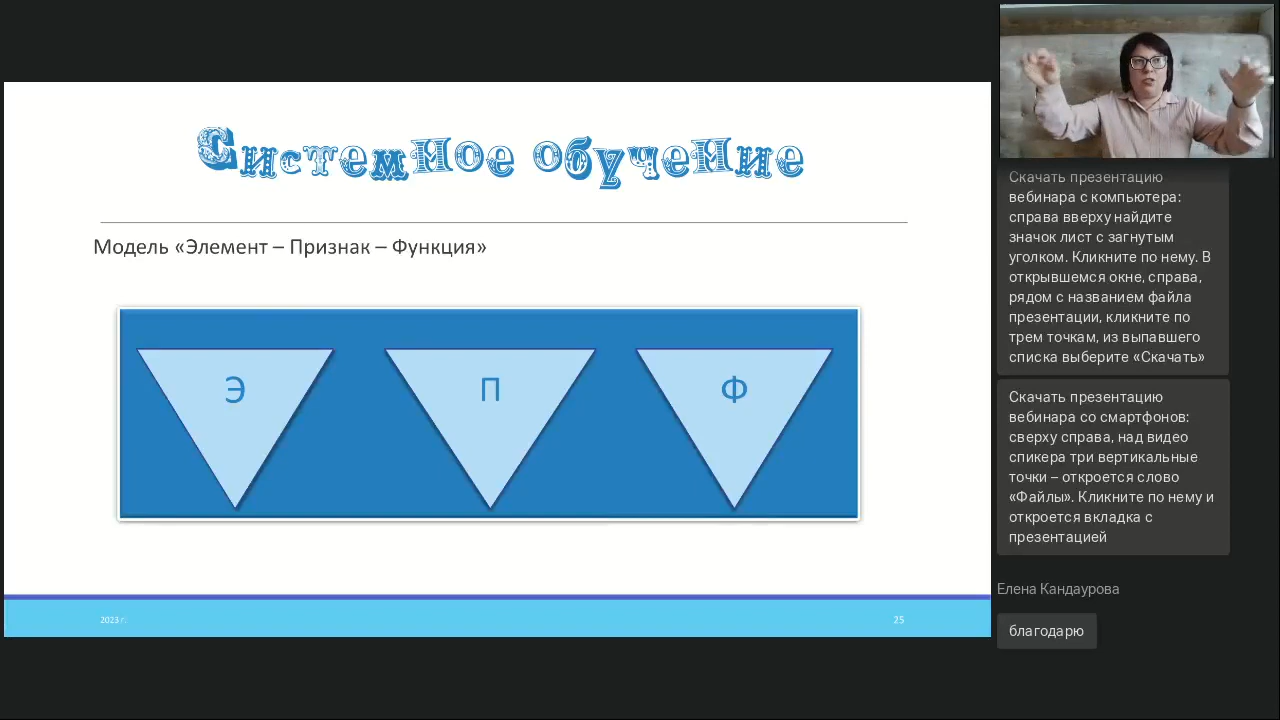 Системное обучение
Модель «Элемент – Признак – Функция»
Э
П
Ф
2023 г.
25
Скачать презентацию
вебинара с компьютера:
справа вверху найдите
значок лист с загнутым
уголком. Кликните по нему. В
открывшемся окне, справа,
рядом с названием файла
презентации, кликните по
трем точкам, из выпавшего
списка выберите «Скачать»
Скачать презентацию
вебинара со смартфонов:
сверху справа, над видео
спикера три вертикальные
точки – откроется слово
«Файлы». Кликните по нему и
откроется вкладка с
презентацией
Елена Кандаурова
благодарю